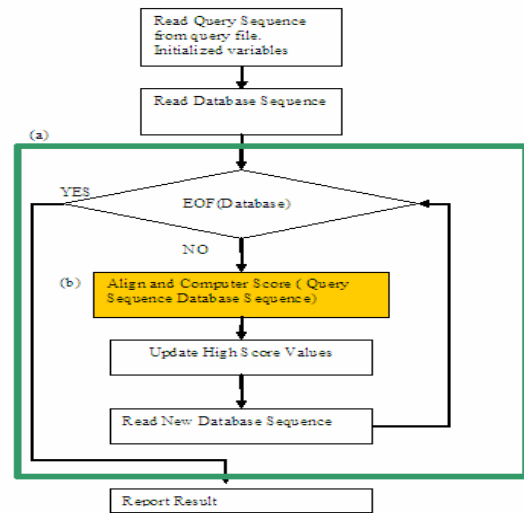 Read Query Sequence
from query file.
Initialized variables
Read Database Sequence
(a)
YES
EOF(Database)
NO
(b)
Align and Computer Score ( Query
Sequence Database Sequence)
Update High Score Values
Read New Database Sequence
Report Result